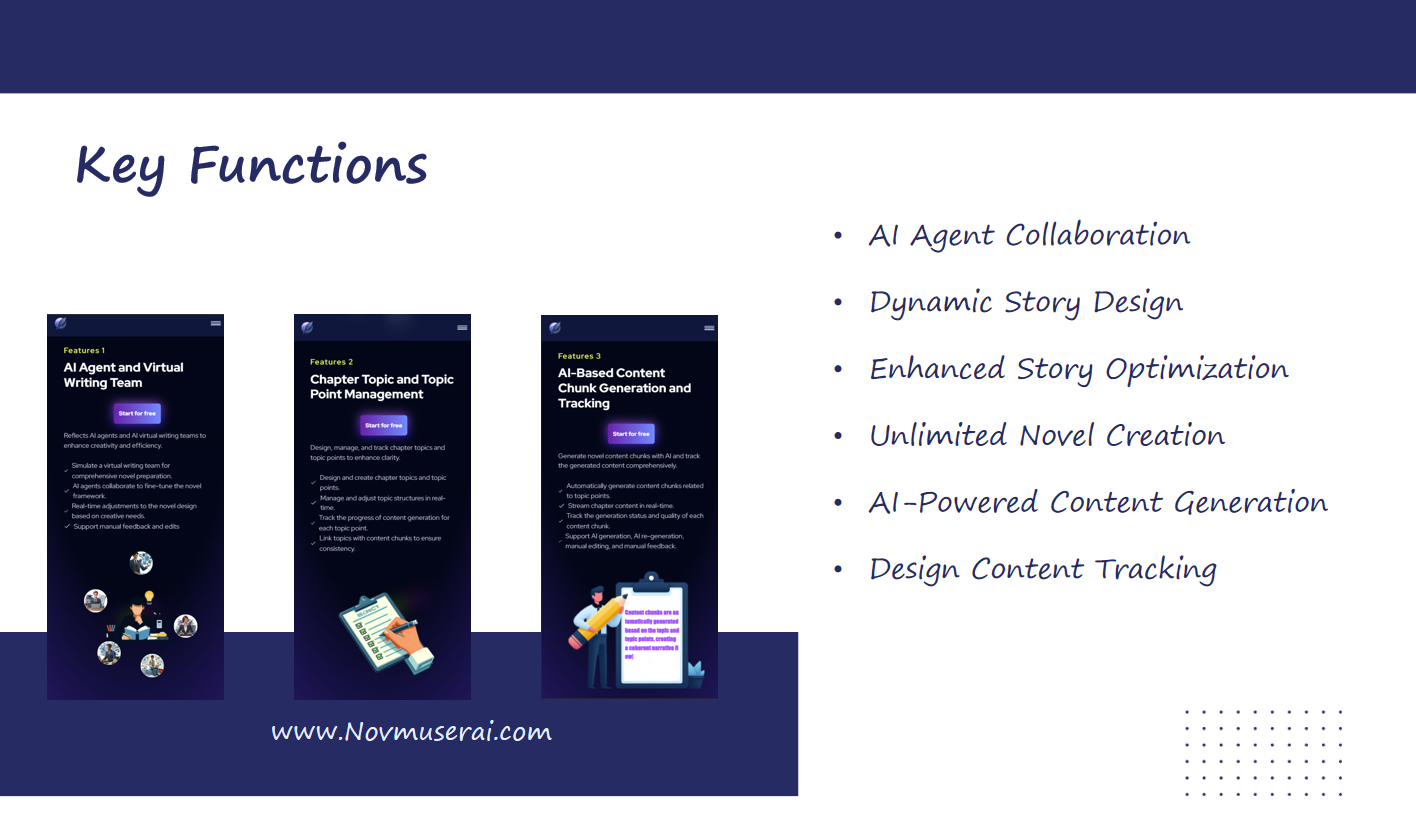 Key Functions
Features 1
AI Agent and Virtual
Writing Team
Start for free
Reflects AI agents and AI virtual writing teams to
enhance creativity and efficiency.
Simulate a virtual writing team for
comprehensive novel preparation.
AI agents collaborate to fine-tune the novel
framework.
Real-time adjustments to the novel design
based on creative needs.
Support manual feedback and edits
Features 2
Chapter Topic and Topic
Point Management
Start for free
Design, manage, and track chapter topics and
topic points to enhance clarity.
Design and create chapter topics and topic
points.
Manage and adjust topic structures in real-
time.
Track the progress of content generation for
each topic point.
Link topics with content chunks to ensure
consistency.
Features 3
AI-Based Content
Chunk Generation and
Tracking
Start for free
Generate novel content chunks with AI and track
the generated content comprehensively.
Automatically generate content chunks related
to topic points.
Stream chapter content in real-time.
Track the generation status and quality of each
content chunk.
Support AI generation, AI re-generation,
manual editing, and manual feedback.
Content chunks are au
tomatically generated
based on the topic and
topic points, creating
a coherent narrative fl
ow|
www.Novmuserai.com
• AI Agent Collaboration
• Dynamic Story Design
• Enhanced Story Optimization
• Unlimited Novel Creation
• AI-Powered Content Generation
• Design Content Tracking